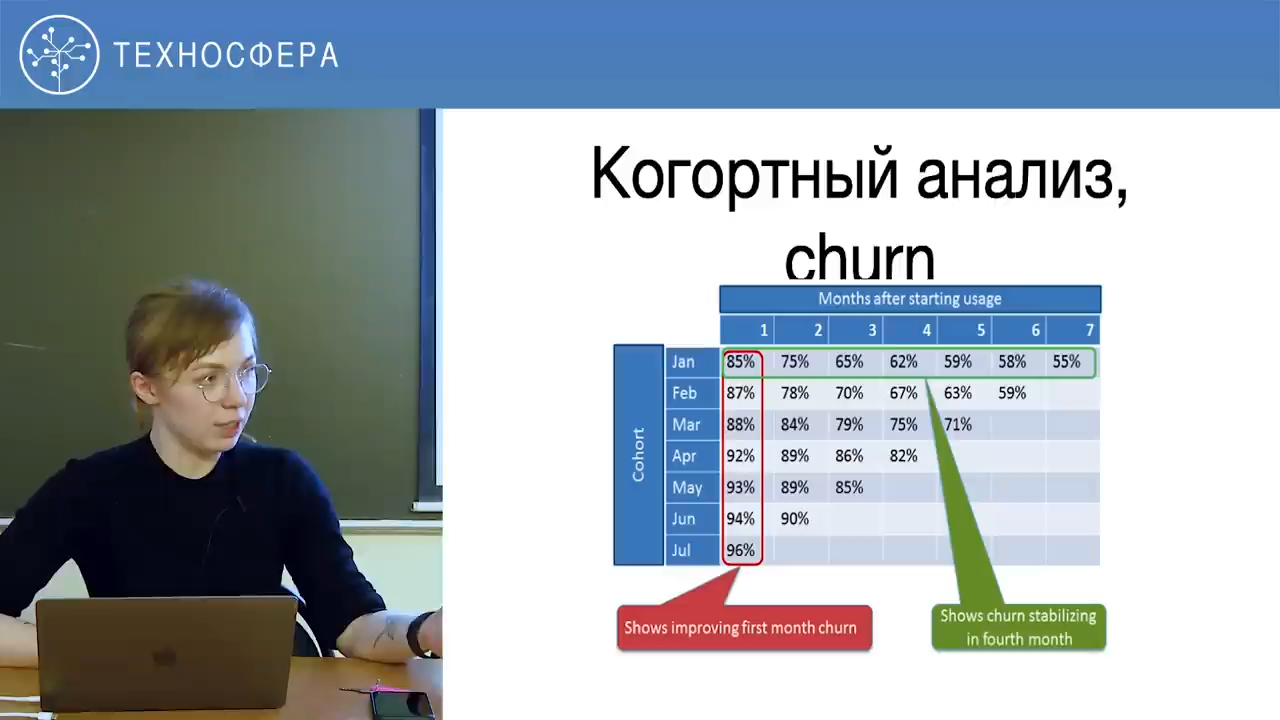 ТЕХНОСФЕРА
Когортный анализ,
churn
Months after starting usage
1 2 3 4 5 6 7
Cohort
Jan 85% 75% 65% 62% 59% 58% 55%
Feb 87% 78% 70% 67% 63% 59%
Mar 88% 84% 79% 75% 71%
Apr 92% 89% 86% 82%
May 93% 89% 85%
Jun 94% 90%
Jul 96%
Shows improving first month churn
Shows churn stabilizing
in fourth month